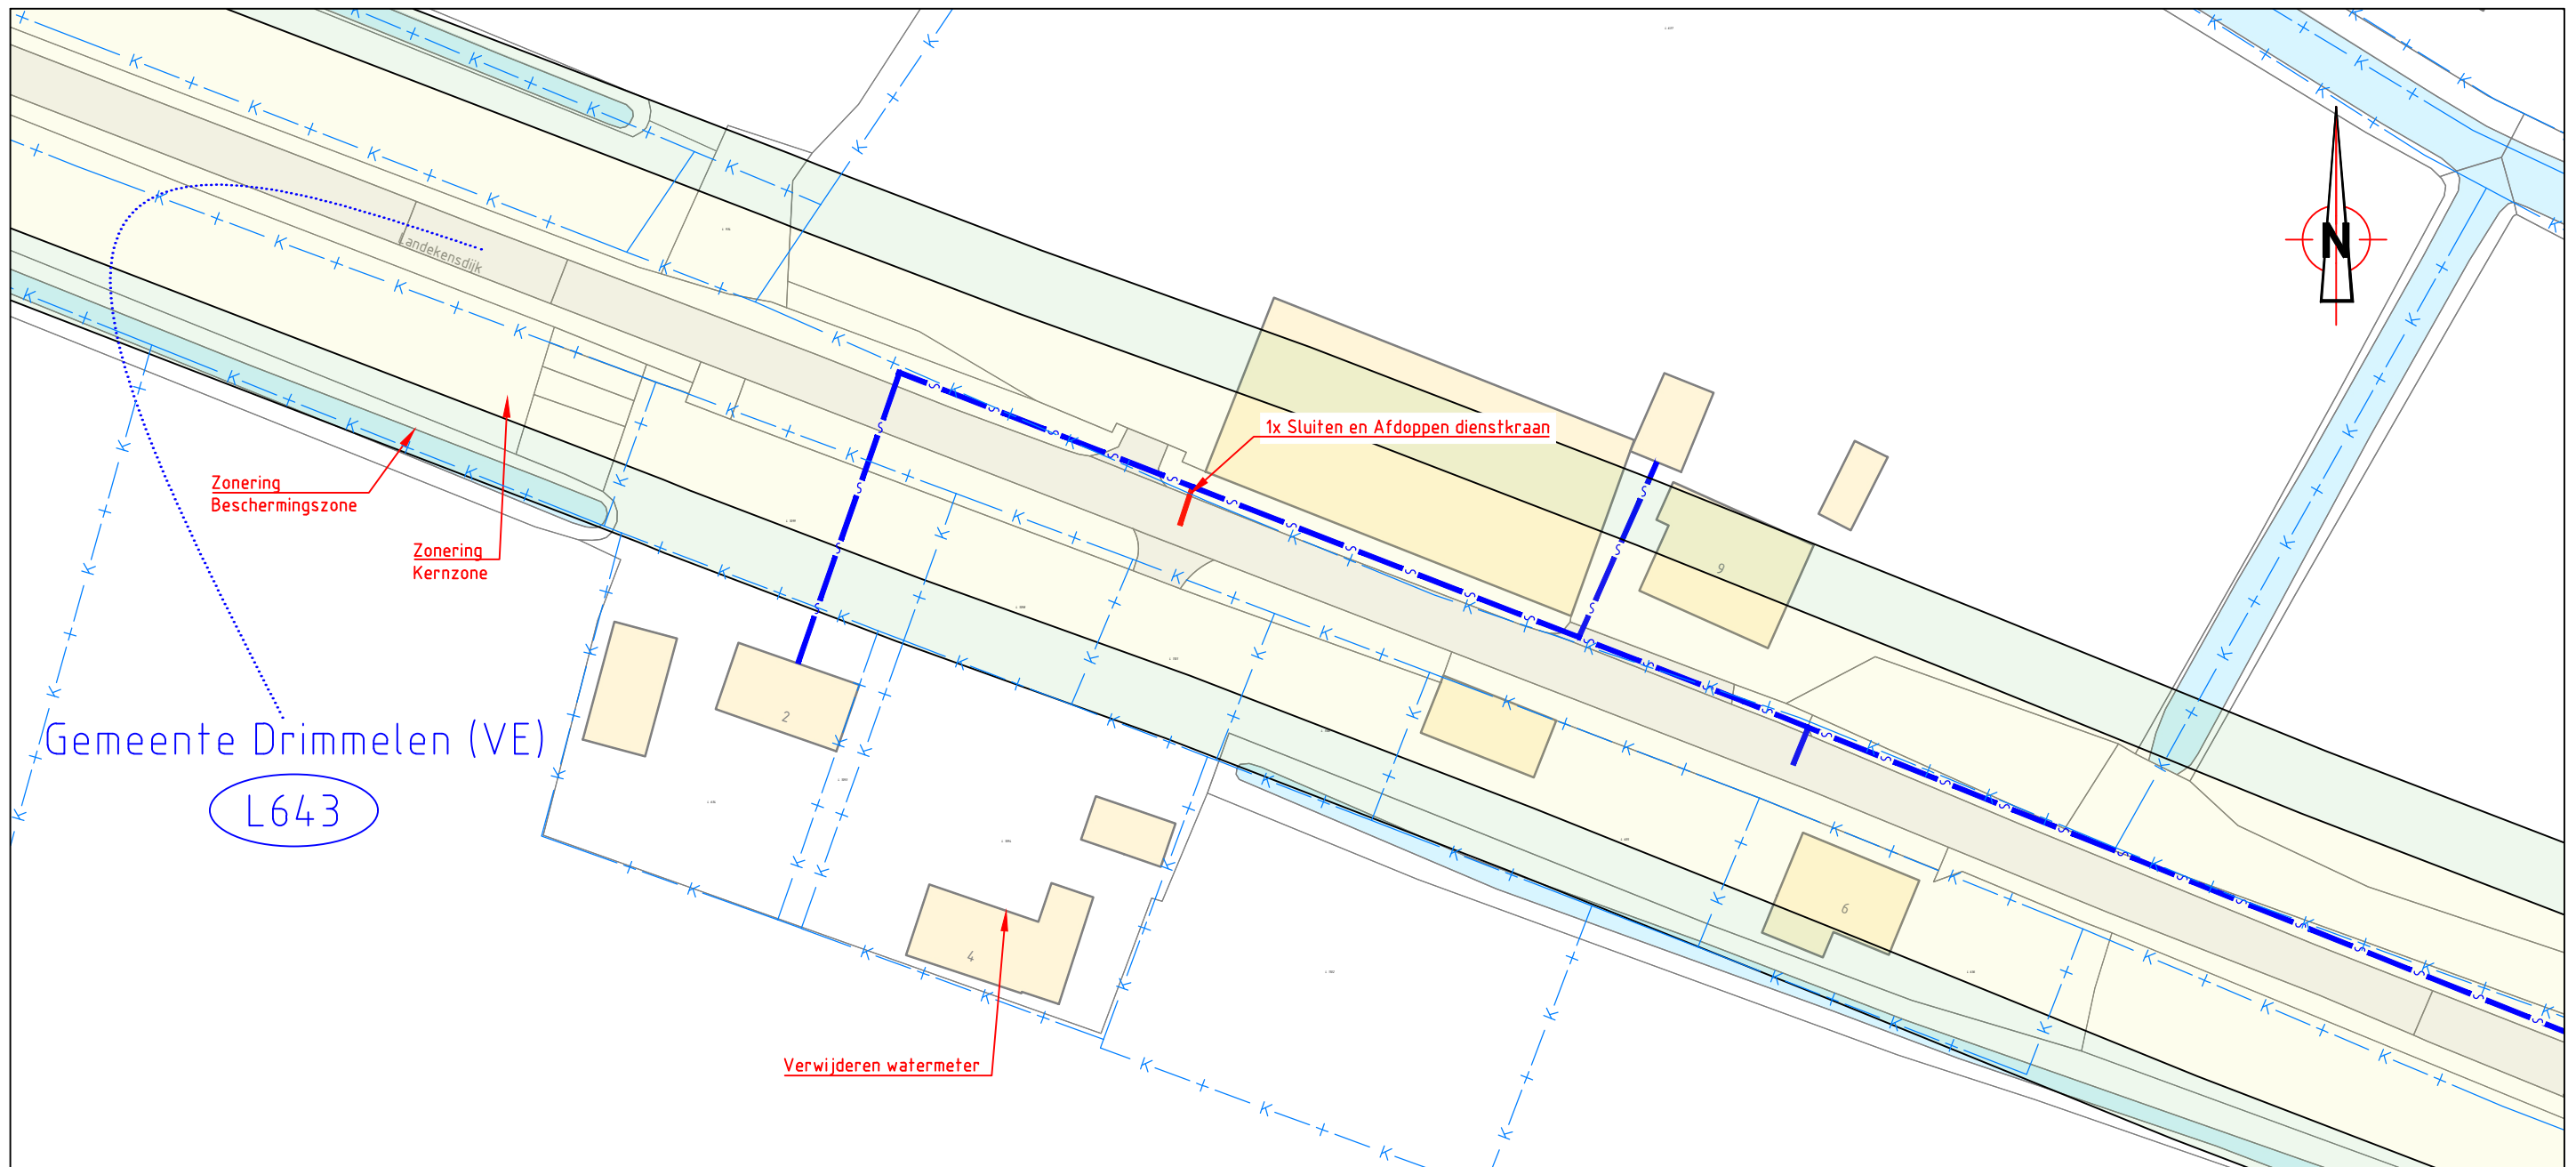 Landekensdijk
N
1x Sluiten en Afdoppen dienstkraan
Zonering
Beschermingszone
Zonering
Kernzone
9
2
Gemeente Drimmelen (VE)
L643
6
4
Verwijderen watermeter